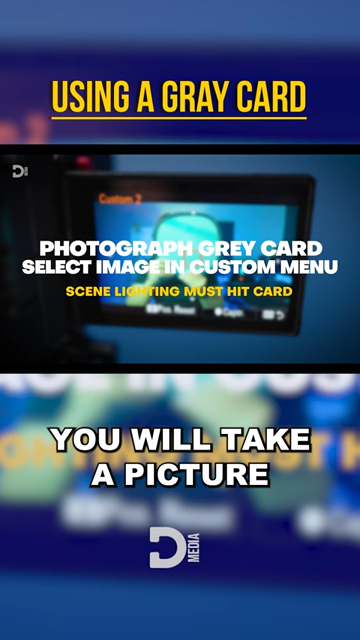 USING A GRAY CARD
D
Custom 2
PHOTOGRAPH GREY CARD
SELECT IMAGE IN CUSTOM MENU
SCENE LIGHTING MUST HIT CARD
YOU WILL TAKE
A PICTURE
D MEDIA